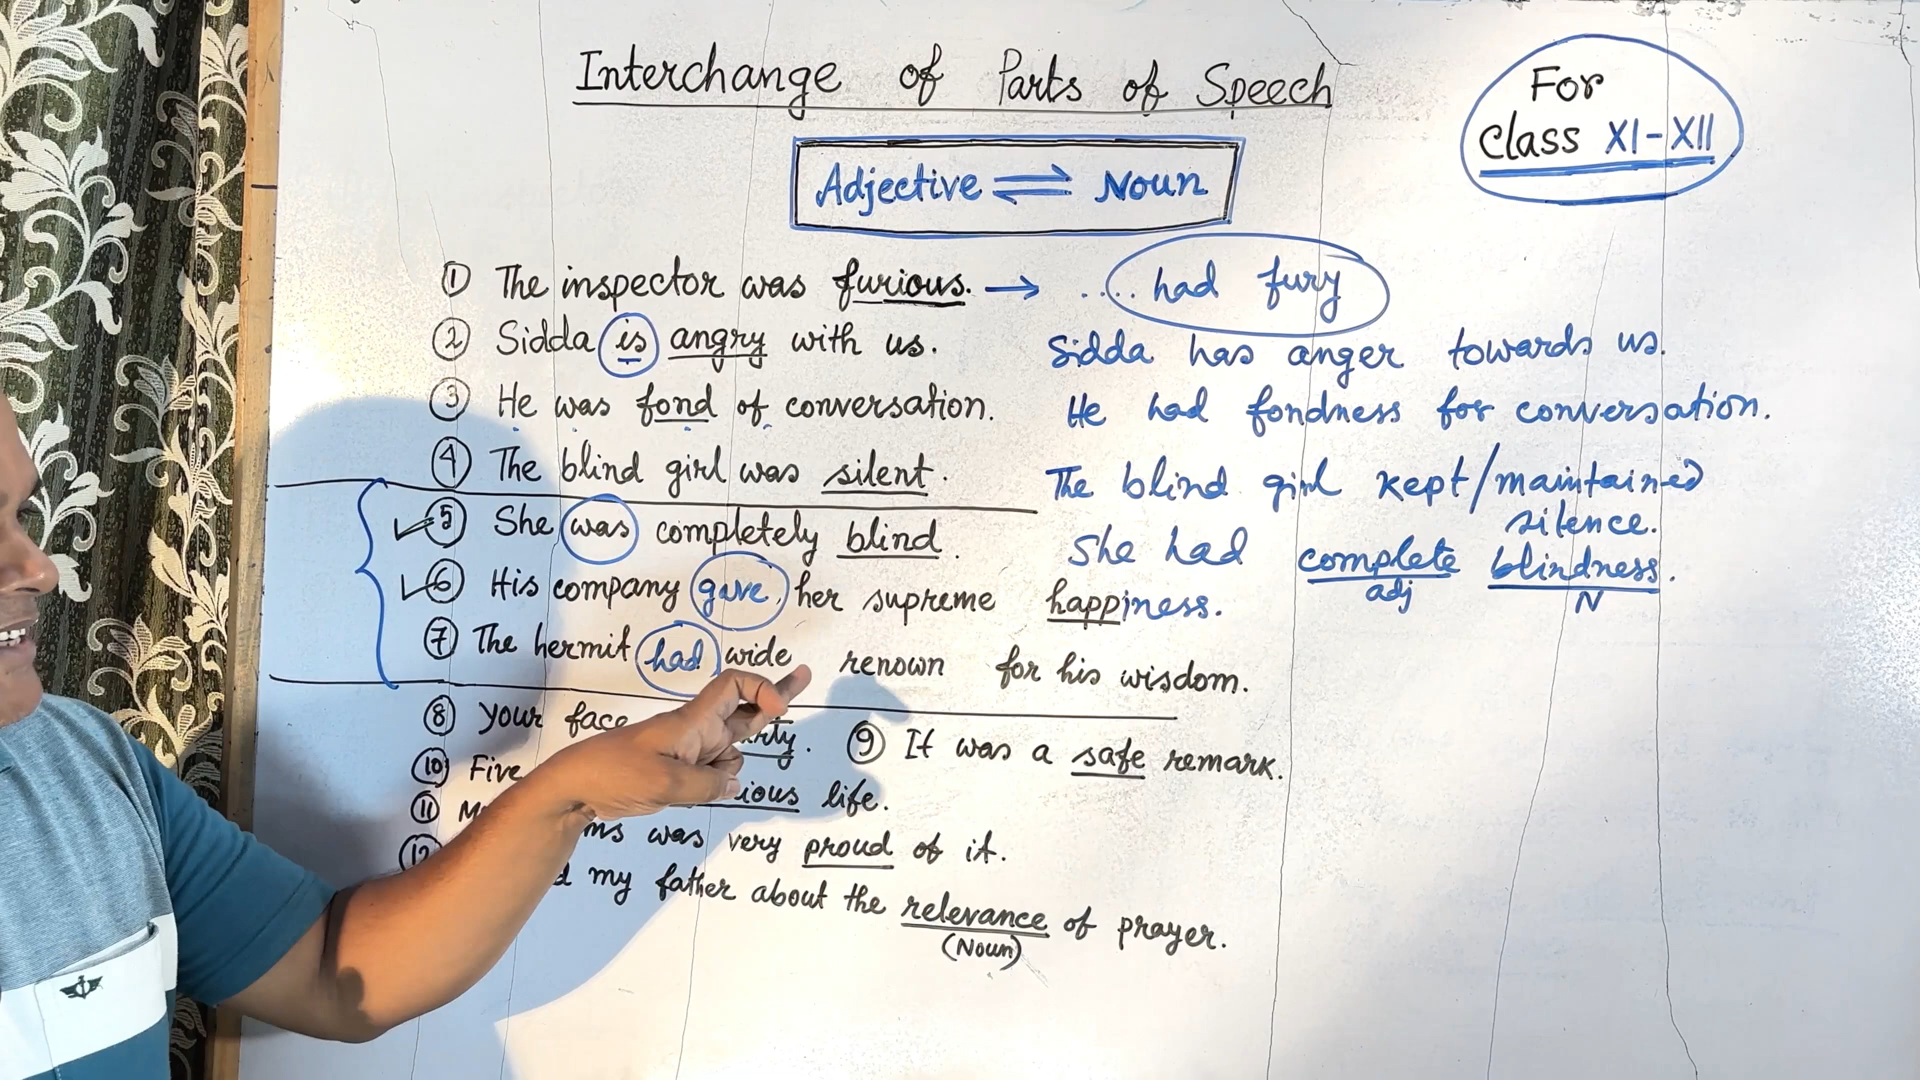 Interchange of Parts of Speech
For
Class XI-XII
Adjective ⇌ Noun
① The inspector was furious. → .... had fury
② Sidda is angry with us. Sidda has anger towards us.
③ He was fond of conversation. He had fondness for conversation.
④ The blind girl was silent. The blind girl kept/maintained silence.
⑤ She was completely blind. She had complete blindness.
adj N
⑥ His company gave her supreme happiness.
⑦ The hermit had wide renown for his wisdom.
⑧ Your face ⑨ It was a safe remark.
⑩ Five
⑪ life.
⑫ was very proud of it.
my father about the relevance of prayer.
(Noun)